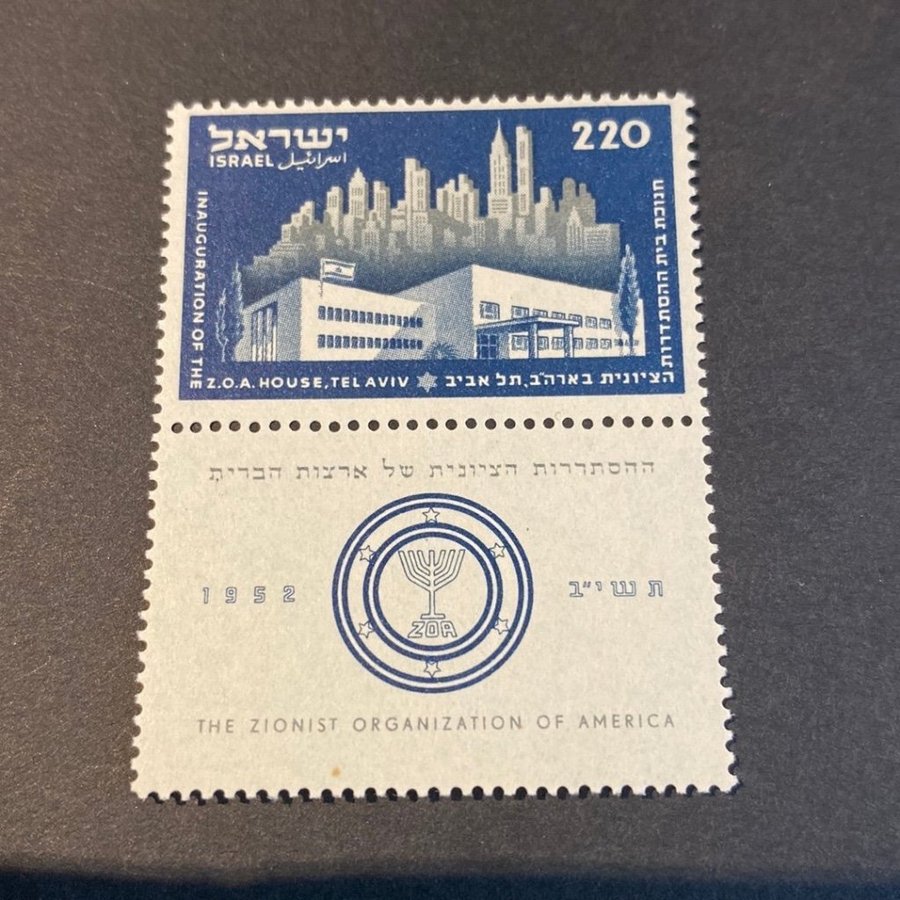 ישראל
220
ISRAEL اسرائيل
INAUGURATION OF THE
Z.O.A. HOUSE, TEL AVIV
חנוכת בית ההסתדרות
הציונית בארה"ב, תל אביב
ההסתדרות הציונית של ארצות הברית
1952
תשי"ב
ZOA
THE ZIONIST ORGANIZATION OF AMERICA